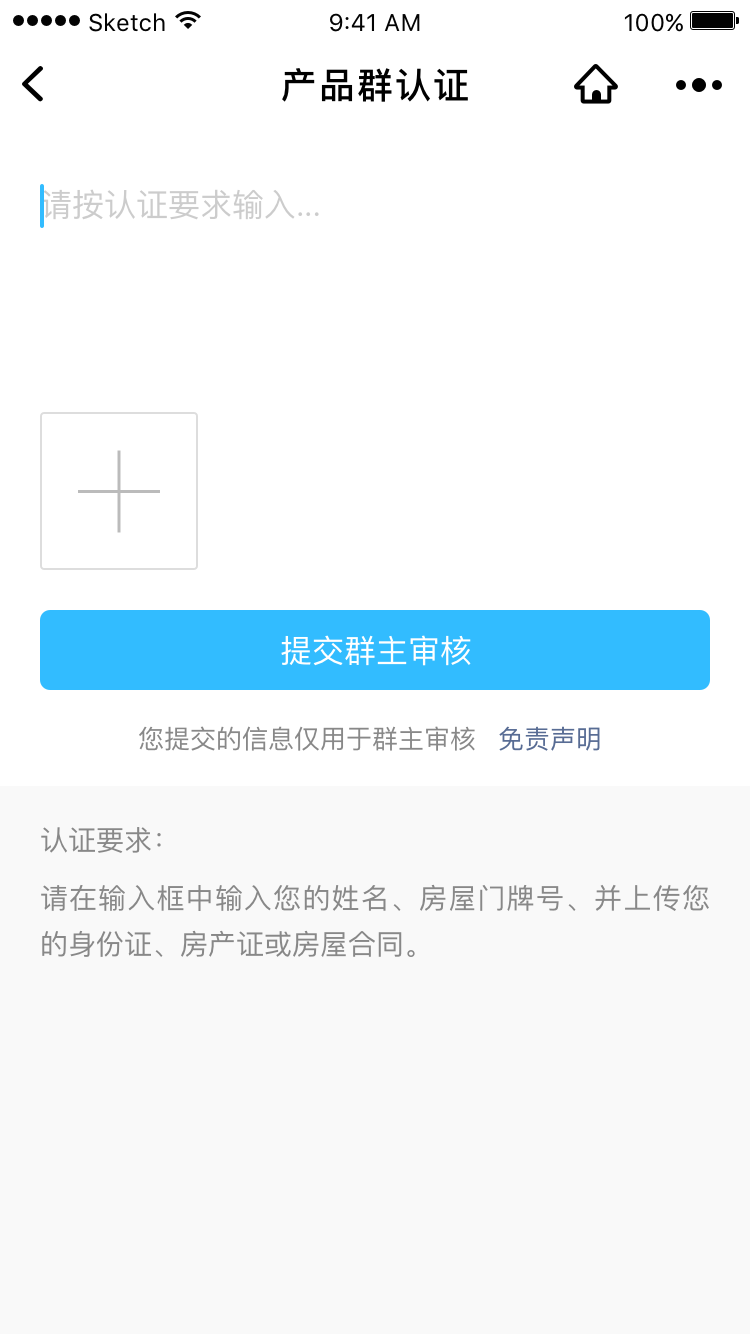 Sketch 9:41 AM 100%
产品群认证
请按认证要求输入...
提交群主审核
您提交的信息仅用于群主审核 免责声明
认证要求：
请在输入框中输入您的姓名、房屋门牌号、并上传您
的身份证、房产证或房屋合同。